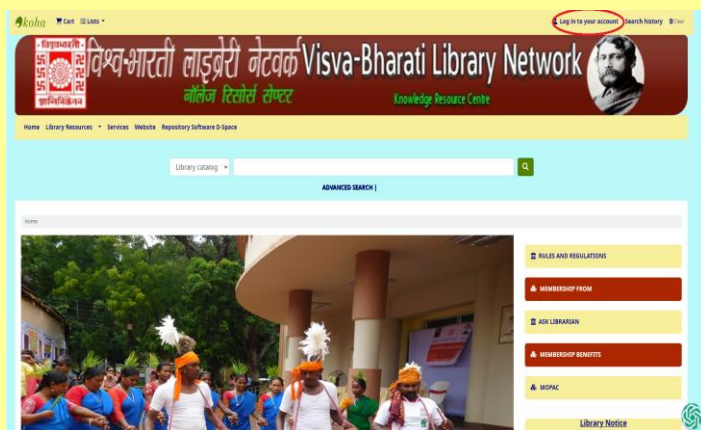 koha Cart Lists Log in to your account Search history Clear
विश्व-भारती लाइब्रेरी नेटवर्क Visva-Bharati Library Network
विश्वभारती
शान्तिनिकेतन
नॉलेज रिसोर्स सेण्टर Knowledge Resource Centre
Home Library Resources Services Website Repository Software D-Space
Library catalog
ADVANCED SEARCH |
Home
RULES AND REGULATIONS
MEMBERSHIP FROM
ASK LIBRARIAN
MEMBERSHIP BENEFITS
MOPAC
Library Notice